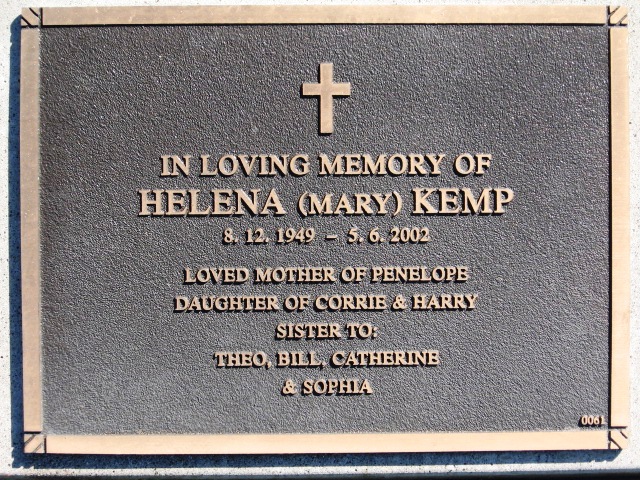 IN LOVING MEMORY OF
HELENA (MARY) KEMP
8. 12. 1949 – 5. 6. 2002
LOVED MOTHER OF PENELOPE
DAUGHTER OF CORRIE & HARRY
SISTER TO:
THEO, BILL, CATHERINE
& SOPHIA
0061